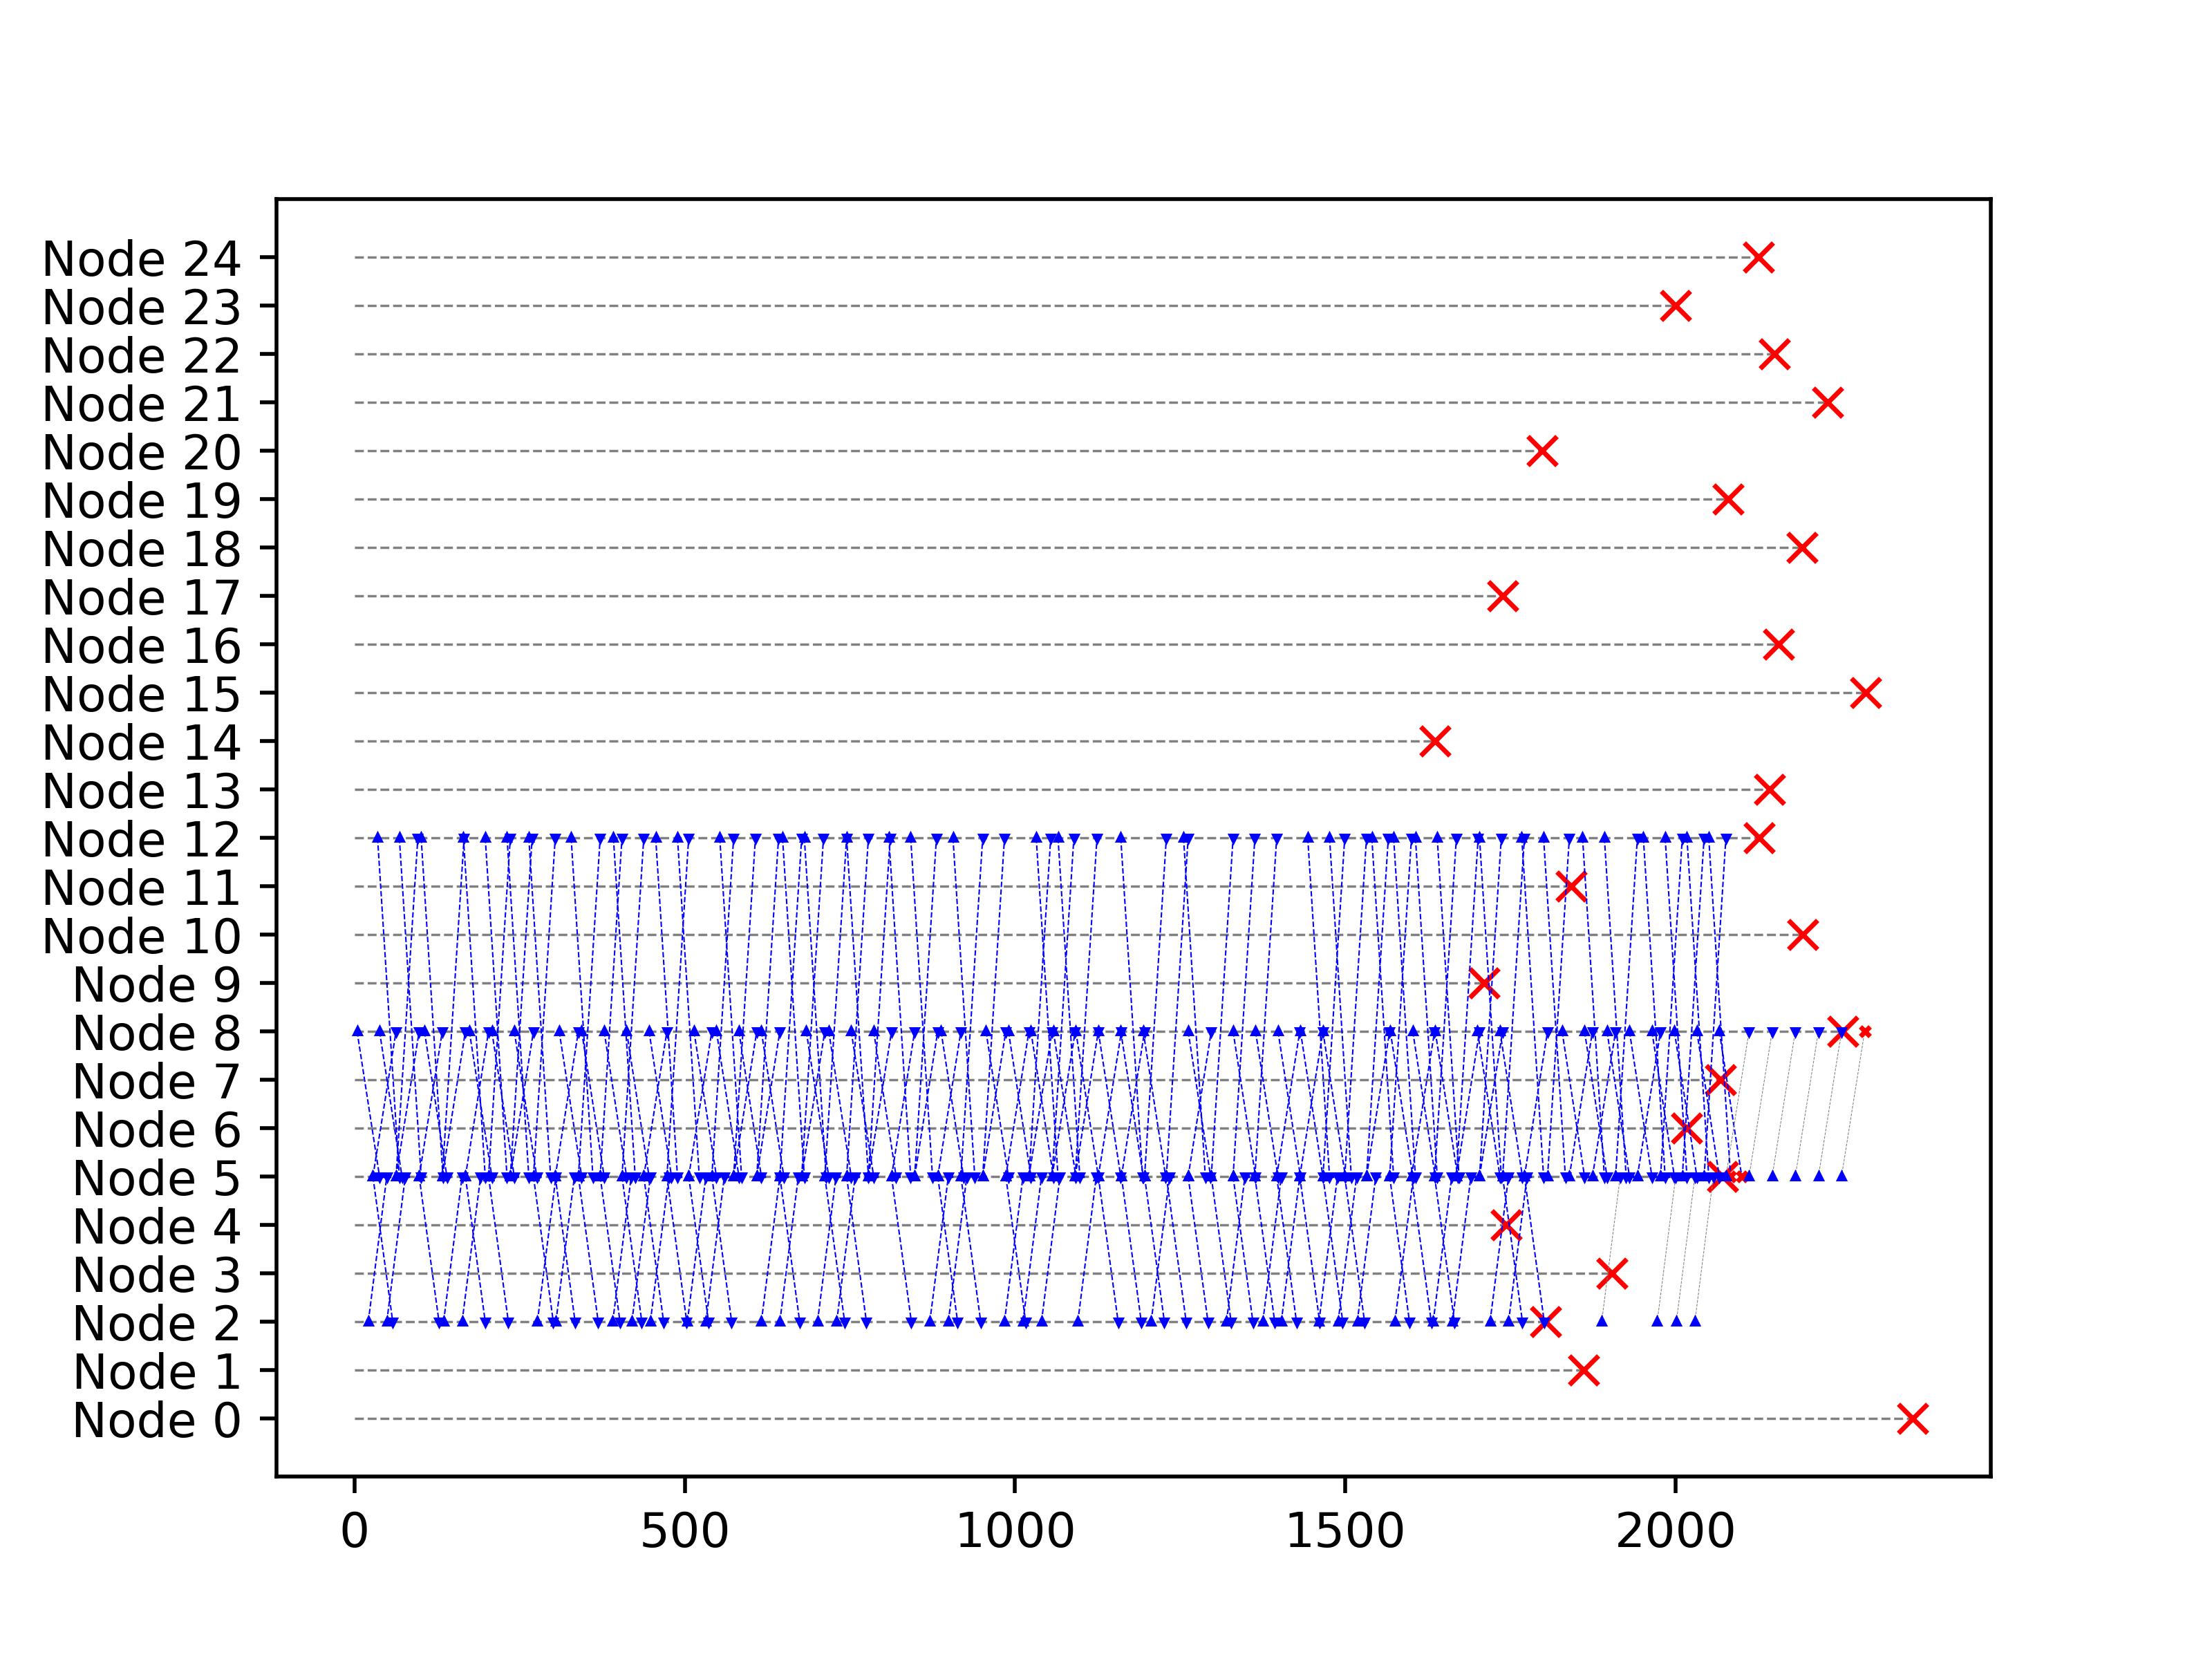 Node 24
Node 23
Node 22
Node 21
Node 20
Node 19
Node 18
Node 17
Node 16
Node 15
Node 14
Node 13
Node 12
Node 11
Node 10
Node 9
Node 8
Node 7
Node 6
Node 5
Node 4
Node 3
Node 2
Node 1
Node 0
0 500 1000 1500 2000